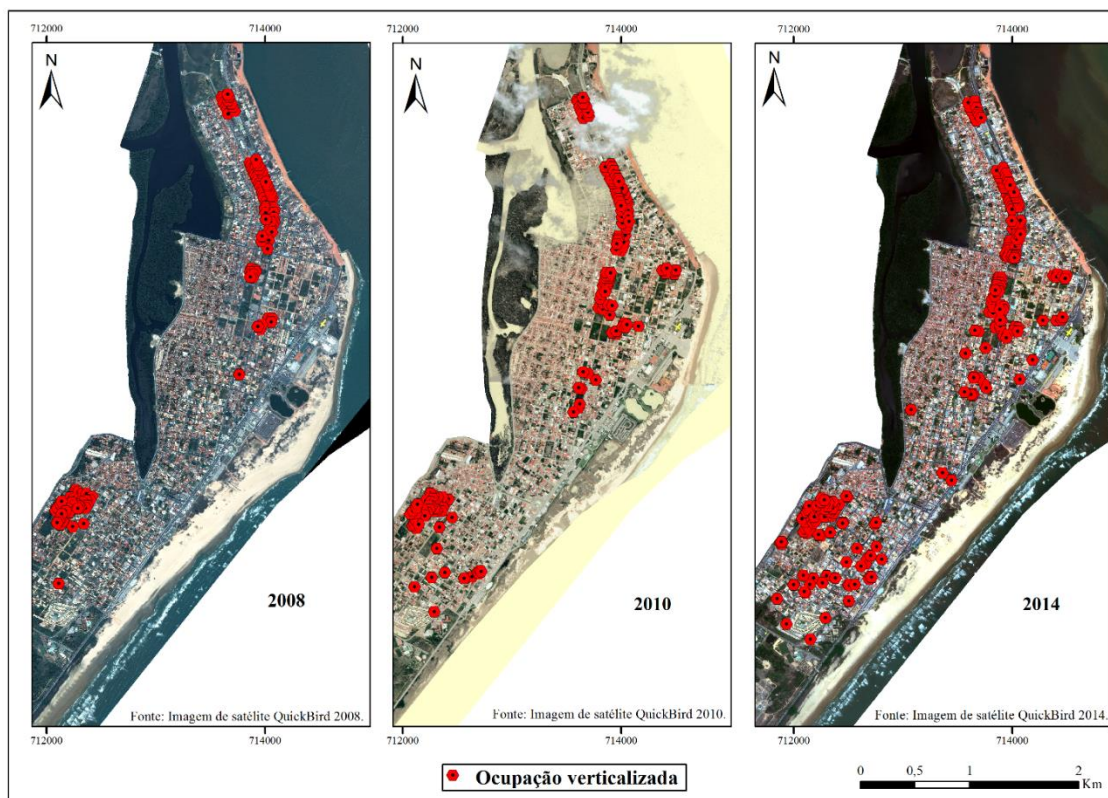 712000 714000 712000 714000 712000 714000
N N N
2008 2010 2014
Fonte: Imagem de satélite QuickBird 2008. Fonte: Imagem de satélite QuickBird 2010. Fonte: Imagem de satélite QuickBird 2014.
712000 714000 712000 714000 712000 714000
Ocupação verticalizada
0 0,5 1 2
Km